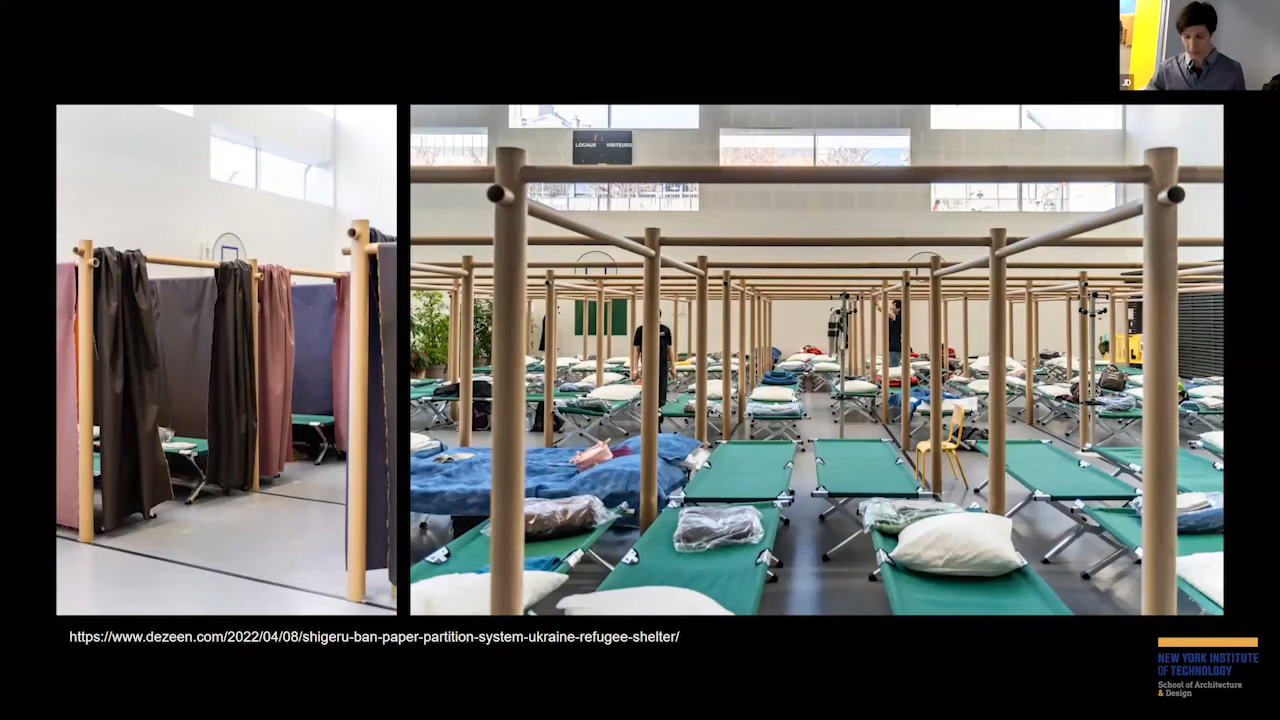 JD
LOCAUX VISITEURS
https://www.dezeen.com/2022/04/08/shigeru-ban-paper-partition-system-ukraine-refugee-shelter/
NEW YORK INSTITUTE
OF TECHNOLOGY
School of Architecture
& Design